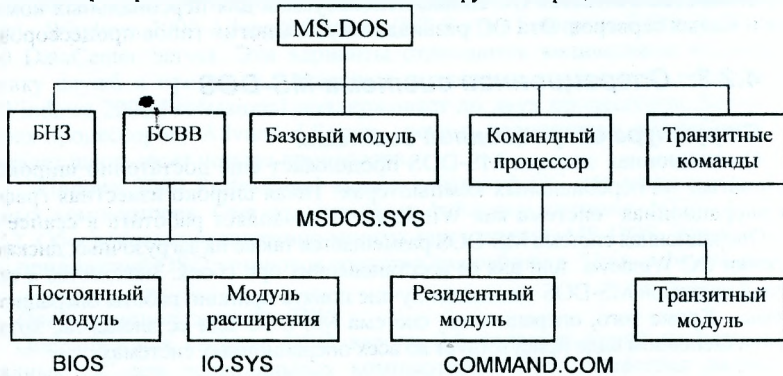 MS-DOS
БНЗ
БСВВ
Базовый модуль
Командный
процессор
Транзитные
команды
MSDOS.SYS
Постоянный
модуль
Модуль
расширения
Резидентный
модуль
Транзитный
модуль
BIOS
IO.SYS
COMMAND.COM